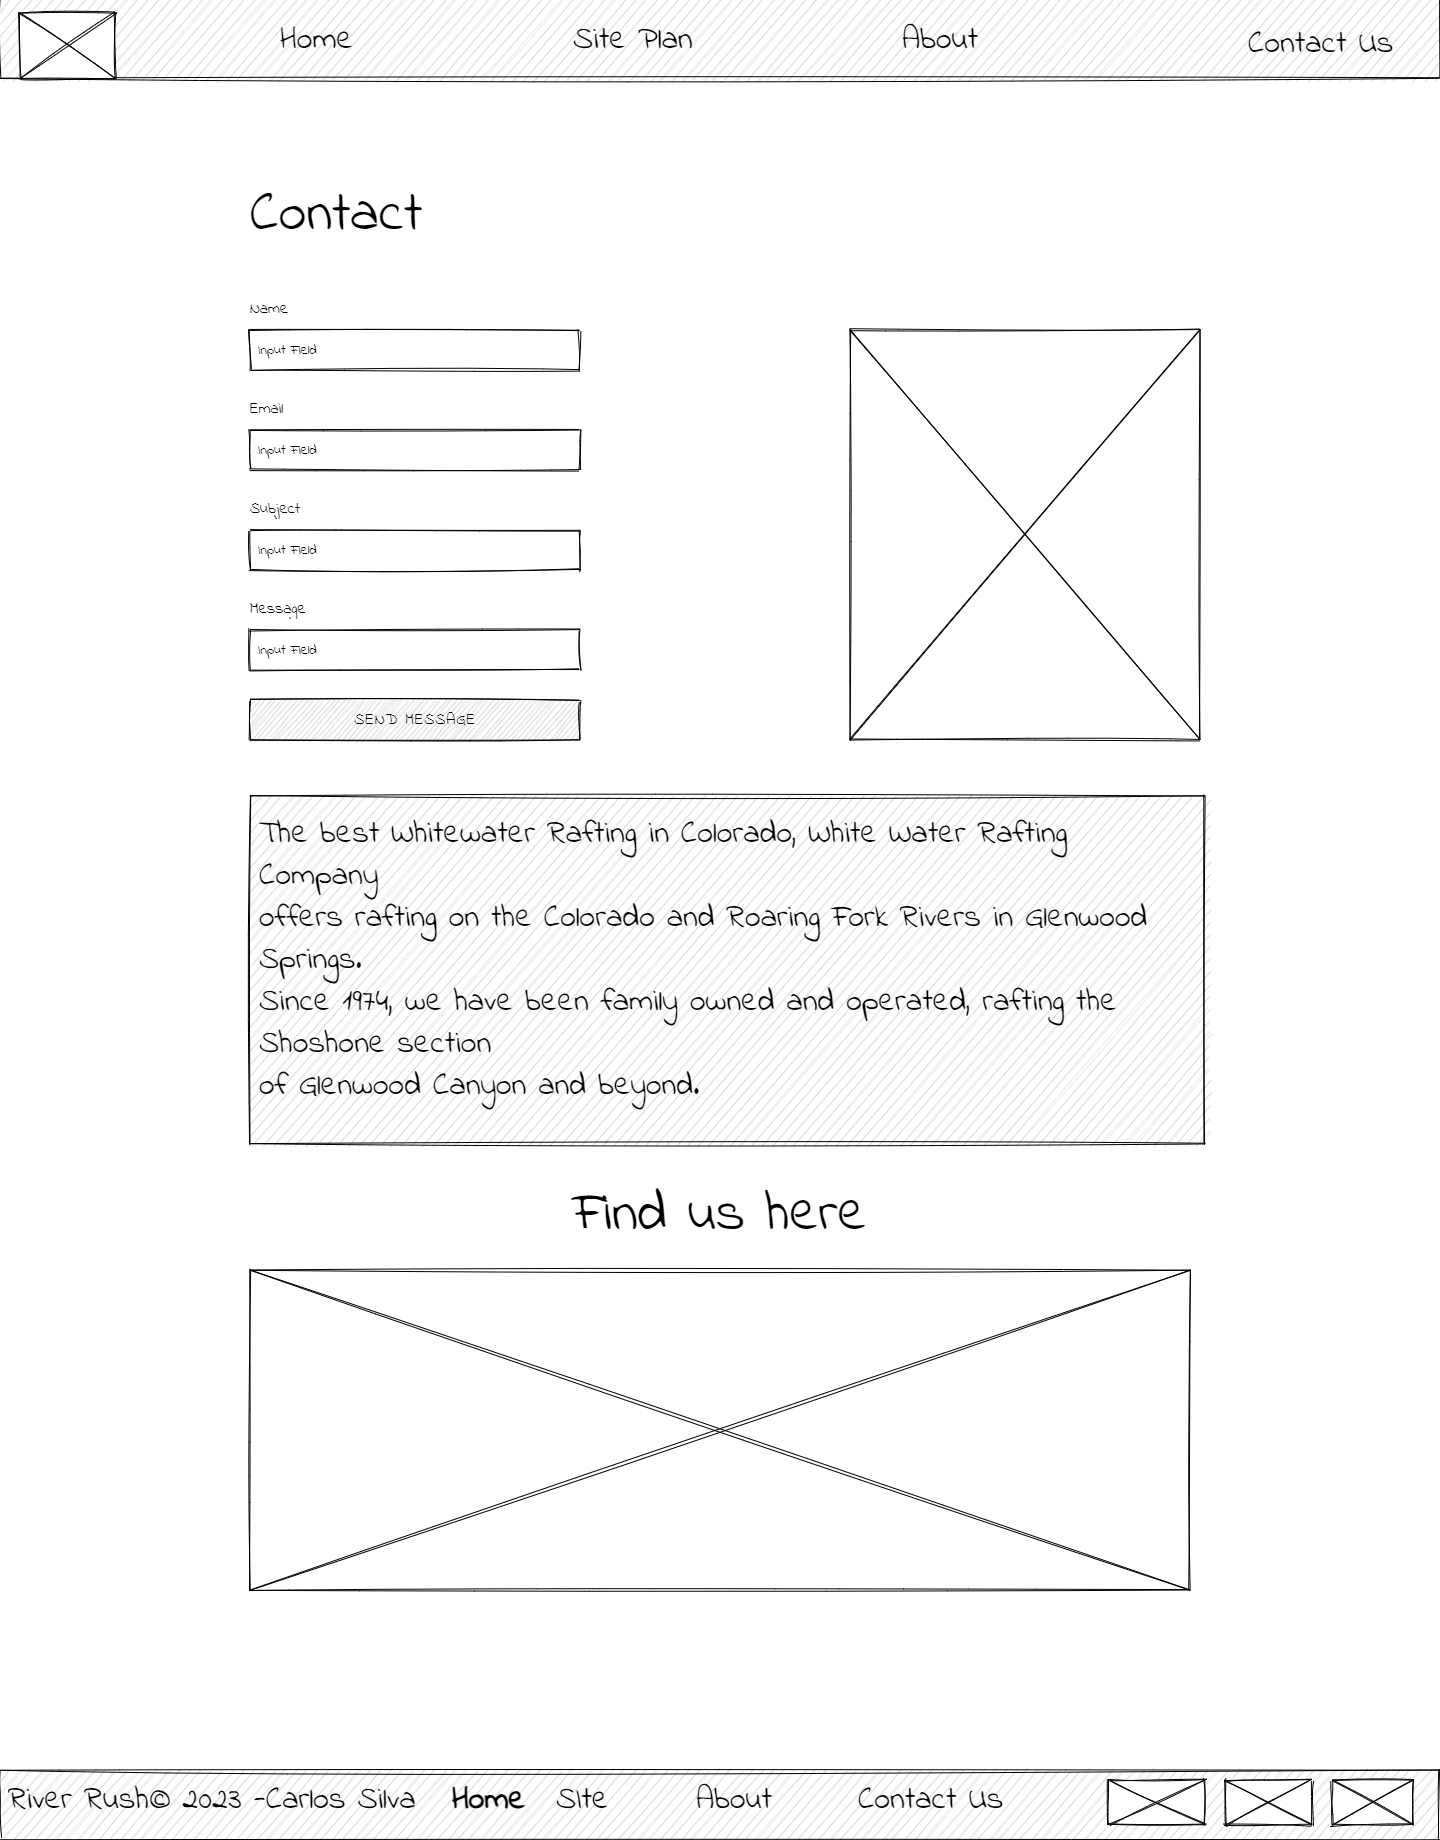 Home Site Plan About Contact Us
Contact
Name
Input Field
Email
Input Field
Subject
Input Field
Message
Input Field
SEND MESSAGE
The best Whitewater Rafting in Colorado, White Water Rafting
Company
offers rafting on the Colorado and Roaring Fork Rivers in Glenwood
Springs.
Since 1974, we have been family owned and operated, rafting the
Shoshone section
of Glenwood Canyon and beyond.
Find us here
River Rush© 2023 -Carlos Silva Home Site About Contact Us